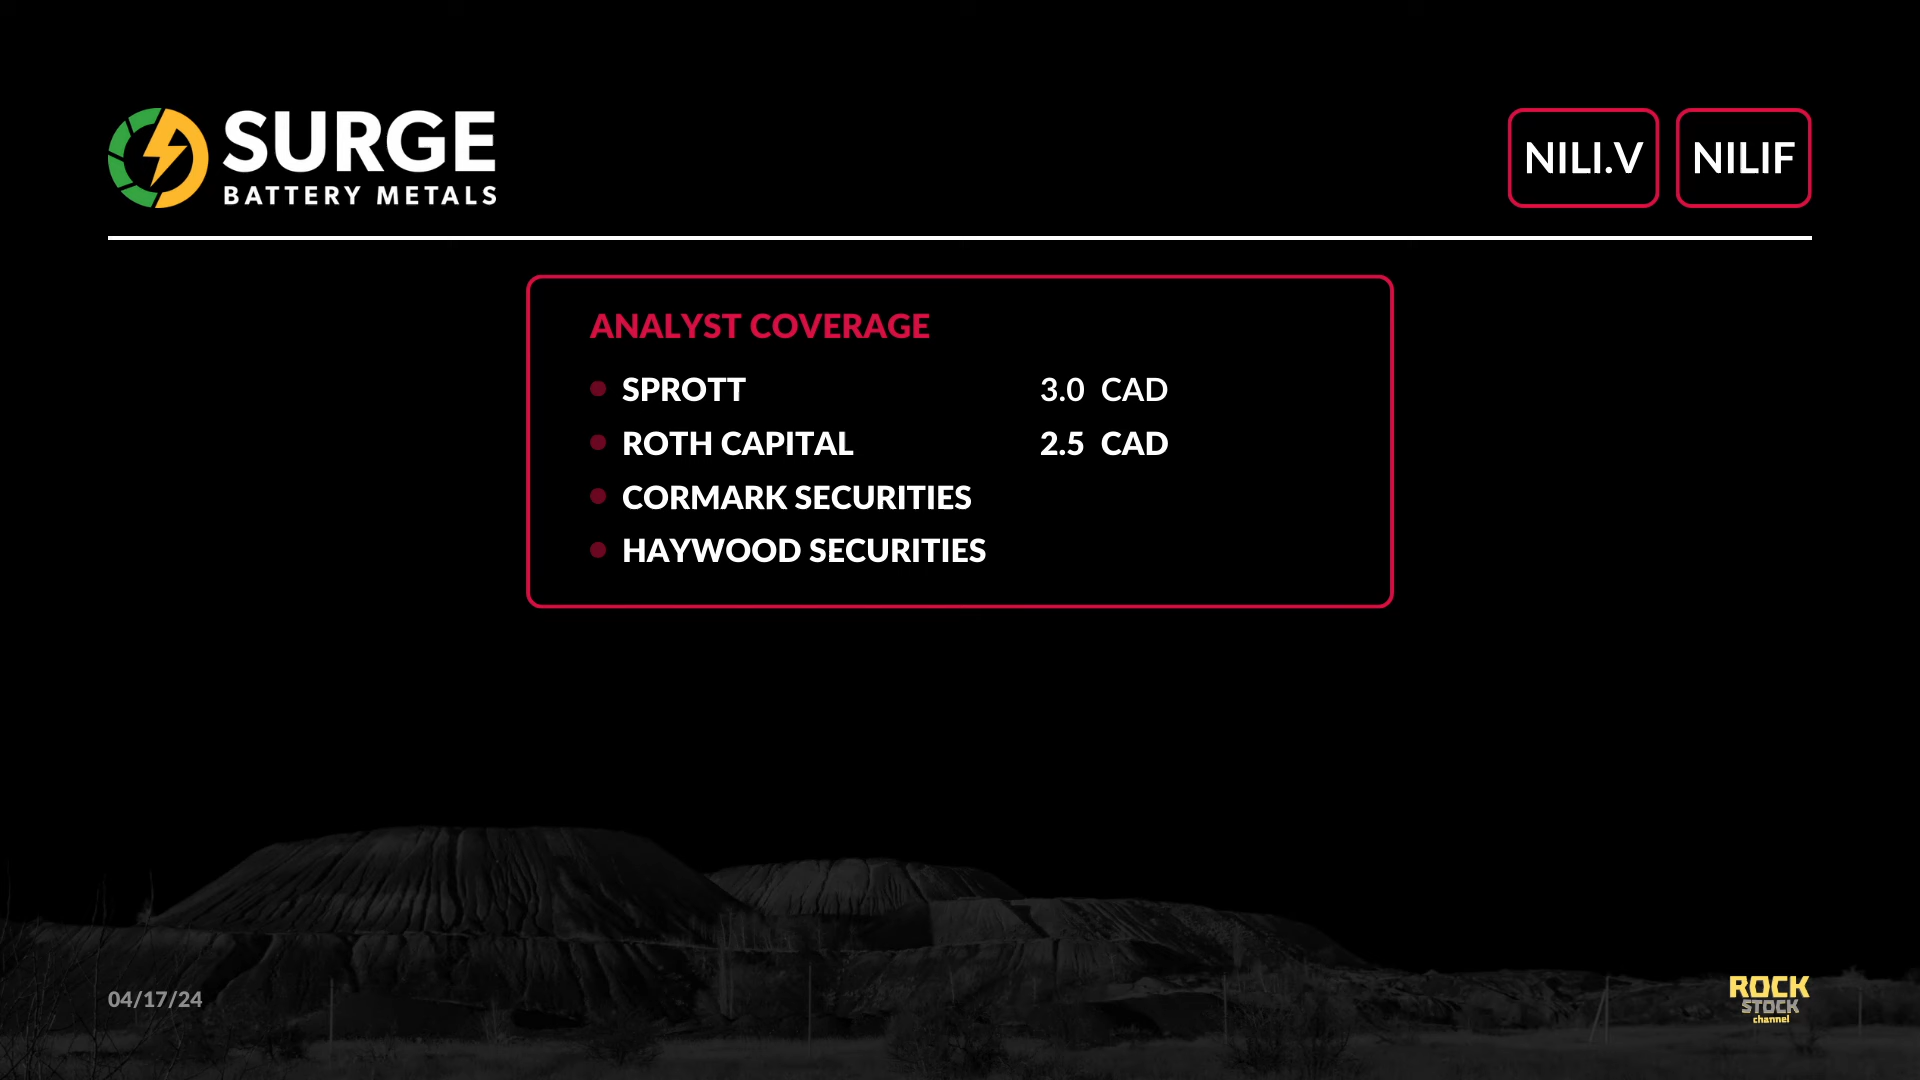 SURGE
BATTERY METALS
NILI.V NILIF
ANALYST COVERAGE
SPROTT 3.0 CAD
ROTH CAPITAL 2.5 CAD
CORMARK SECURITIES
HAYWOOD SECURITIES
04/17/24
ROCK
STOCK
channel